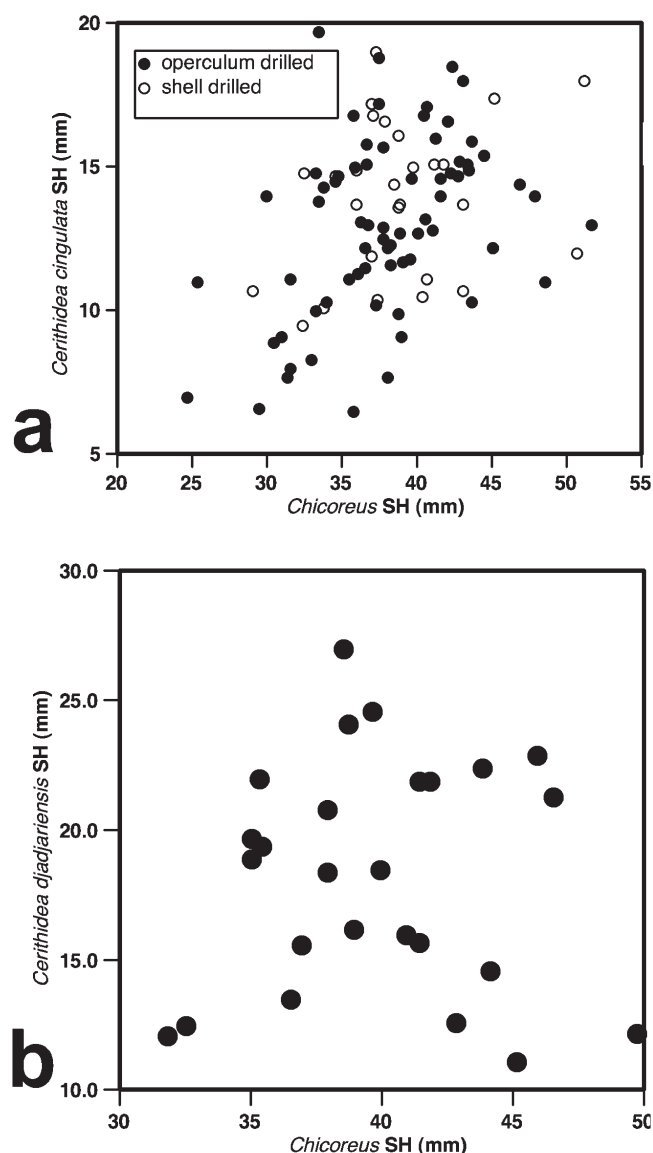 20
operculum drilled
shell drilled
15
10
5
Cerithidea cingulata SH (mm)
a
20 25 30 35 40 45 50 55
Chicoreus SH (mm)
30.0
25.0
20.0
15.0
10.0
Cerithidea djadjariensis SH (mm)
b
30 35 40 45 50
Chicoreus SH (mm)